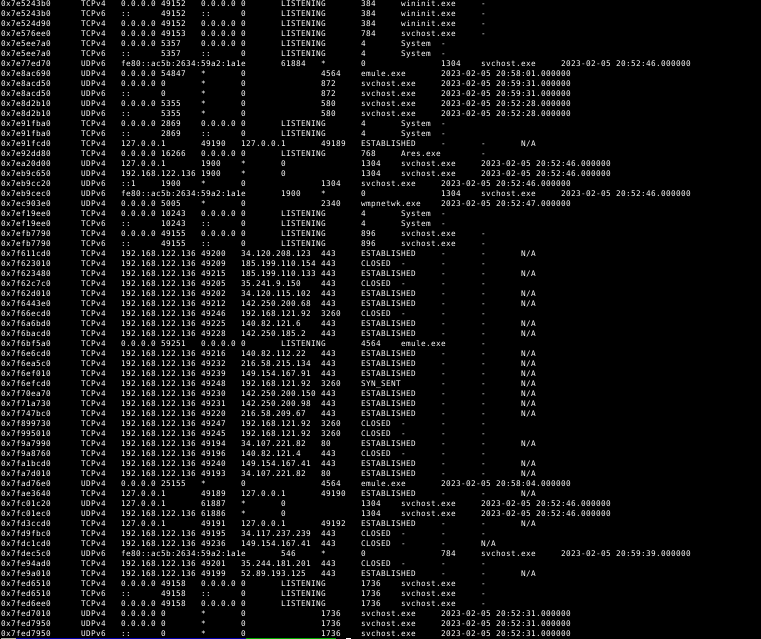 0x7e5243b0 TCPv4 0.0.0.0 49152 0.0.0.0 0 LISTENING 384 wininit.exe -
0x7e5243b0 TCPv6 :: 49152 :: 0 LISTENING 384 wininit.exe -
0x7e524d90 TCPv4 0.0.0.0 49152 0.0.0.0 0 LISTENING 384 wininit.exe -
0x7e576ee0 TCPv4 0.0.0.0 49153 0.0.0.0 0 LISTENING 784 svchost.exe -
0x7e5ee7a0 TCPv4 0.0.0.0 5357 0.0.0.0 0 LISTENING 4 System -
0x7e5ee7a0 TCPv6 :: 5357 :: 0 LISTENING 4 System -
0x7e77ed70 UDPv6 fe80::ac5b:2634:59a2:1a1e 61884 * 0 1304 svchost.exe 2023-02-05 20:52:46.000000
0x7e8ac690 UDPv4 0.0.0.0 54847 * 0 4564 emule.exe 2023-02-05 20:58:01.000000
0x7e8acd50 UDPv4 0.0.0.0 0 * 0 872 svchost.exe 2023-02-05 20:59:31.000000
0x7e8acd50 UDPv6 :: 0 * 0 872 svchost.exe 2023-02-05 20:59:31.000000
0x7e8d2b10 UDPv4 0.0.0.0 5355 * 0 580 svchost.exe 2023-02-05 20:52:28.000000
0x7e8d2b10 UDPv6 :: 5355 * 0 580 svchost.exe 2023-02-05 20:52:28.000000
0x7e91fba0 TCPv4 0.0.0.0 2869 0.0.0.0 0 LISTENING 4 System -
0x7e91fba0 TCPv6 :: 2869 :: 0 LISTENING 4 System -
0x7e91fcd0 TCPv4 127.0.0.1 49190 127.0.0.1 49189 ESTABLISHED - - N/A
0x7e92dd80 TCPv4 0.0.0.0 16266 0.0.0.0 0 LISTENING 768 Ares.exe -
0x7ea20d00 UDPv4 127.0.0.1 1900 * 0 1304 svchost.exe 2023-02-05 20:52:46.000000
0x7eb9c650 UDPv4 192.168.122.136 1900 * 0 1304 svchost.exe 2023-02-05 20:52:46.000000
0x7eb9cc20 UDPv6 ::1 1900 * 0 1304 svchost.exe 2023-02-05 20:52:46.000000
0x7eb9cec0 UDPv6 fe80::ac5b:2634:59a2:1a1e 1900 * 0 1304 svchost.exe 2023-02-05 20:52:46.000000
0x7ec903e0 UDPv4 0.0.0.0 5005 * 0 2340 wmpnetwk.exe 2023-02-05 20:52:47.000000
0x7ef19ee0 TCPv4 0.0.0.0 10243 0.0.0.0 0 LISTENING 4 System -
0x7ef19ee0 TCPv6 :: 10243 :: 0 LISTENING 4 System -
0x7efb7790 TCPv4 0.0.0.0 49155 0.0.0.0 0 LISTENING 896 svchost.exe -
0x7efb7790 TCPv6 :: 49155 :: 0 LISTENING 896 svchost.exe -
0x7f611cd0 TCPv4 192.168.122.136 49200 34.120.208.123 443 ESTABLISHED - - N/A
0x7f623010 TCPv4 192.168.122.136 49209 185.199.110.154 443 CLOSED - -
0x7f623480 TCPv4 192.168.122.136 49215 185.199.110.133 443 ESTABLISHED - - N/A
0x7f62c7c0 TCPv4 192.168.122.136 49205 35.241.9.150 443 CLOSED - -
0x7f62d010 TCPv4 192.168.122.136 49202 34.120.115.102 443 ESTABLISHED - - N/A
0x7f6443e0 TCPv4 192.168.122.136 49212 142.250.200.68 443 ESTABLISHED - - N/A
0x7f66ecd0 TCPv4 192.168.122.136 49246 192.168.121.92 3260 CLOSED - -
0x7f6a6bd0 TCPv4 192.168.122.136 49225 140.82.121.6 443 ESTABLISHED - - N/A
0x7f6bacd0 TCPv4 192.168.122.136 49228 142.250.185.2 443 ESTABLISHED - - N/A
0x7f6bf5a0 TCPv4 0.0.0.0 59251 0.0.0.0 0 LISTENING 4564 emule.exe -
0x7f6e6cd0 TCPv4 192.168.122.136 49216 140.82.112.22 443 ESTABLISHED - - N/A
0x7f6ea5c0 TCPv4 192.168.122.136 49232 216.58.215.134 443 ESTABLISHED - - N/A
0x7f6ef010 TCPv4 192.168.122.136 49239 149.154.167.91 443 ESTABLISHED - - N/A
0x7f6efcd0 TCPv4 192.168.122.136 49248 192.168.121.92 3260 SYN_SENT - - N/A
0x7f70ea70 TCPv4 192.168.122.136 49230 142.250.200.150 443 ESTABLISHED - - N/A
0x7f71a730 TCPv4 192.168.122.136 49231 142.250.200.98 443 ESTABLISHED - - N/A
0x7f747bc0 TCPv4 192.168.122.136 49220 216.58.209.67 443 ESTABLISHED - - N/A
0x7f899730 TCPv4 192.168.122.136 49247 192.168.121.92 3260 CLOSED - -
0x7f995010 TCPv4 192.168.122.136 49245 192.168.121.92 3260 CLOSED - -
0x7f9a7990 TCPv4 192.168.122.136 49194 34.107.221.82 80 ESTABLISHED - - N/A
0x7f9a8760 TCPv4 192.168.122.136 49196 140.82.121.4 443 CLOSED - -
0x7fa1bcd0 TCPv4 192.168.122.136 49240 149.154.167.41 443 ESTABLISHED - - N/A
0x7fa7d010 TCPv4 192.168.122.136 49193 34.107.221.82 80 ESTABLISHED - - N/A
0x7fad76e0 UDPv4 0.0.0.0 25155 * 0 4564 emule.exe 2023-02-05 20:58:04.000000
0x7fae3640 TCPv4 127.0.0.1 49189 127.0.0.1 49190 ESTABLISHED - - N/A
0x7fc01c20 UDPv4 127.0.0.1 61887 * 0 1304 svchost.exe 2023-02-05 20:52:46.000000
0x7fc01ec0 UDPv4 192.168.122.136 61886 * 0 1304 svchost.exe 2023-02-05 20:52:46.000000
0x7fd3ccd0 TCPv4 127.0.0.1 49191 127.0.0.1 49192 ESTABLISHED - - N/A
0x7fd9fbc0 TCPv4 192.168.122.136 49195 34.117.237.239 443 CLOSED - -
0x7fdc1cd0 TCPv4 192.168.122.136 49236 149.154.167.41 443 CLOSED - - N/A
0x7fdec5c0 UDPv6 fe80::ac5b:2634:59a2:1a1e 546 * 0 784 svchost.exe 2023-02-05 20:59:39.000000
0x7fe94ad0 TCPv4 192.168.122.136 49201 35.244.181.201 443 CLOSED - -
0x7fe9a010 TCPv4 192.168.122.136 49199 52.89.193.125 443 ESTABLISHED - - N/A
0x7fed6510 TCPv4 0.0.0.0 49158 0.0.0.0 0 LISTENING 1736 svchost.exe -
0x7fed6510 TCPv6 :: 49158 :: 0 LISTENING 1736 svchost.exe -
0x7fed6ee0 TCPv4 0.0.0.0 49158 0.0.0.0 0 LISTENING 1736 svchost.exe -
0x7fed7010 UDPv4 0.0.0.0 0 * 0 1736 svchost.exe 2023-02-05 20:52:31.000000
0x7fed7950 UDPv4 0.0.0.0 0 * 0 1736 svchost.exe 2023-02-05 20:52:31.000000
0x7fed7950 UDPv6 :: 0 * 0 1736 svchost.exe 2023-02-05 20:52:31.000000